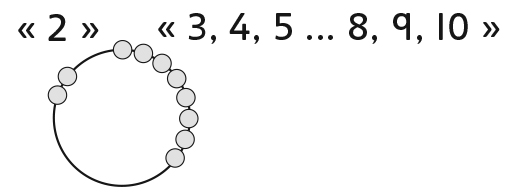 « 2 » « 3, 4, 5 ... 8, 9, 10 »